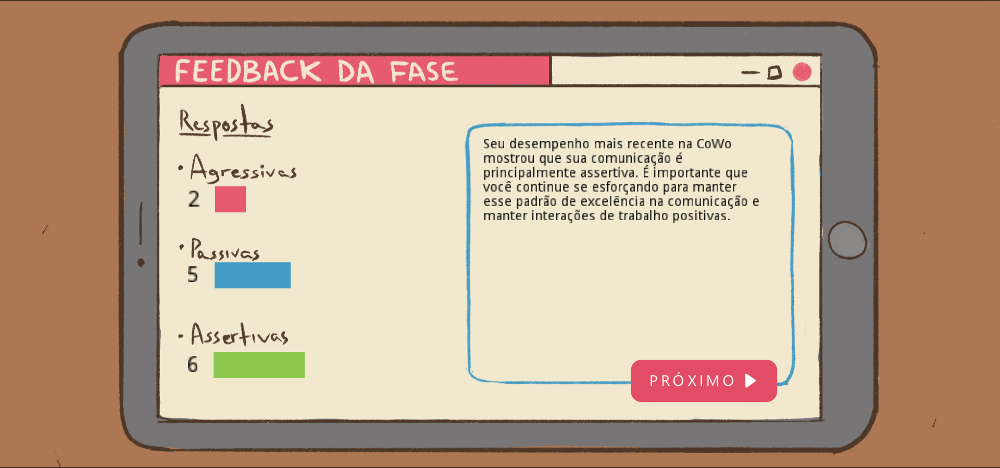 FEEDBACK DA FASE
Respostas
• Agressivas
2
• Passivas
5
• Assertivas
6
Seu desempenho mais recente na CoWo
mostrou que sua comunicação é
principalmente assertiva. É importante que
você continue se esforçando para manter
esse padrão de excelência na comunicação e
manter interações de trabalho positivas.
PRÓXIMO